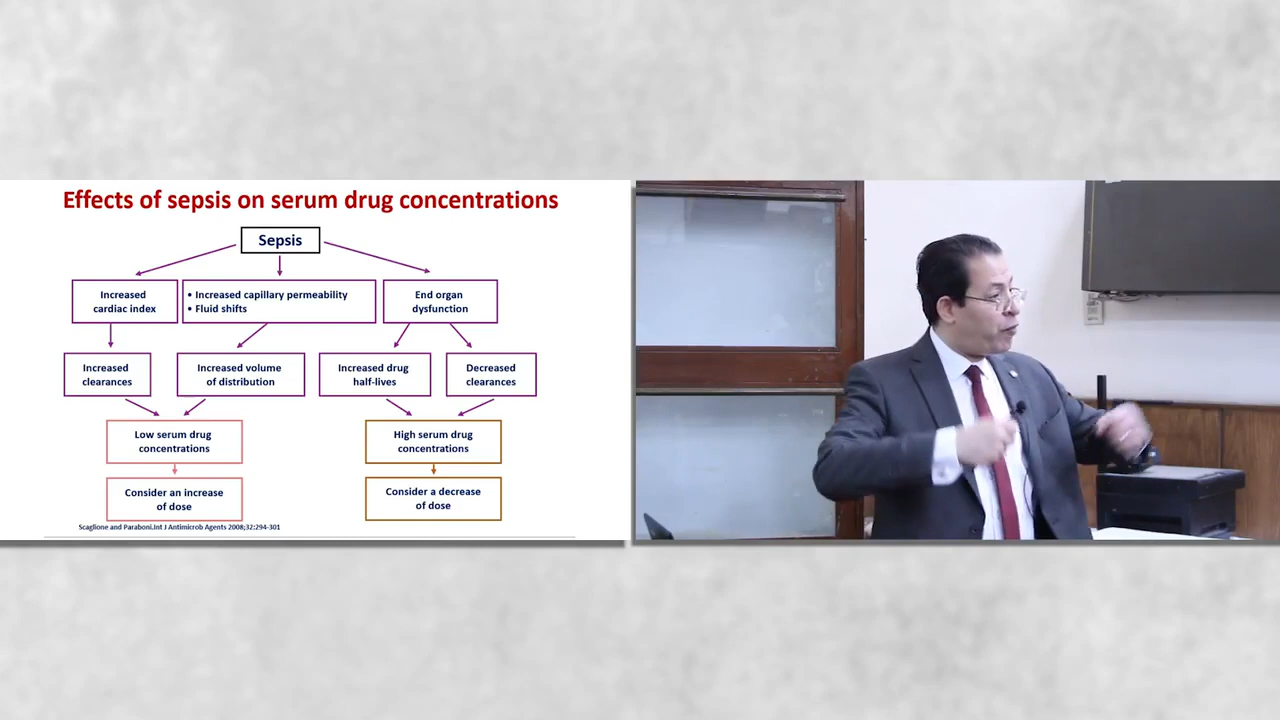 Effects of sepsis on serum drug concentrations
Sepsis
Increased
cardiac index
• Increased capillary permeability
• Fluid shifts
End organ
dysfunction
Increased
clearances
Increased volume
of distribution
Increased drug
half-lives
Decreased
clearances
Low serum drug
concentrations
High serum drug
concentrations
Consider an increase
of dose
Consider a decrease
of dose
Scaglione and Paraboni.Int J Antimicrob Agents 2008;32:294-301